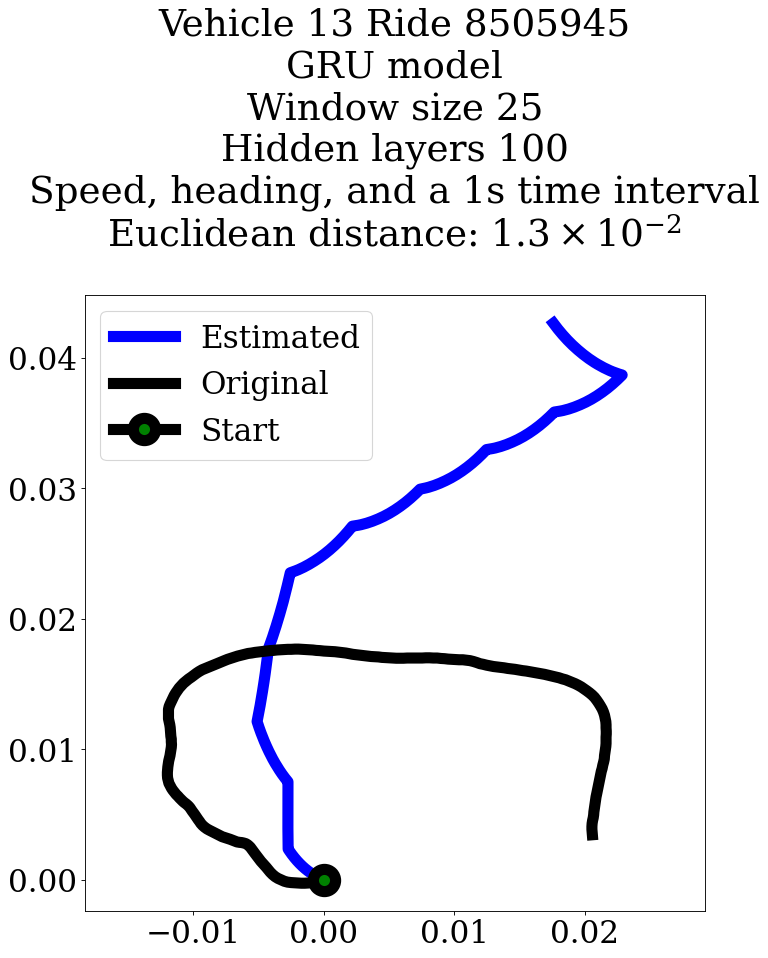 Vehicle 13 Ride 8505945
GRU model
Window size 25
Hidden layers 100
Speed, heading, and a 1s time interval
Euclidean distance: 1.3 × 10⁻²
Estimated
Original
Start
0.04
0.03
0.02
0.01
0.00
−0.01 0.00 0.01 0.02